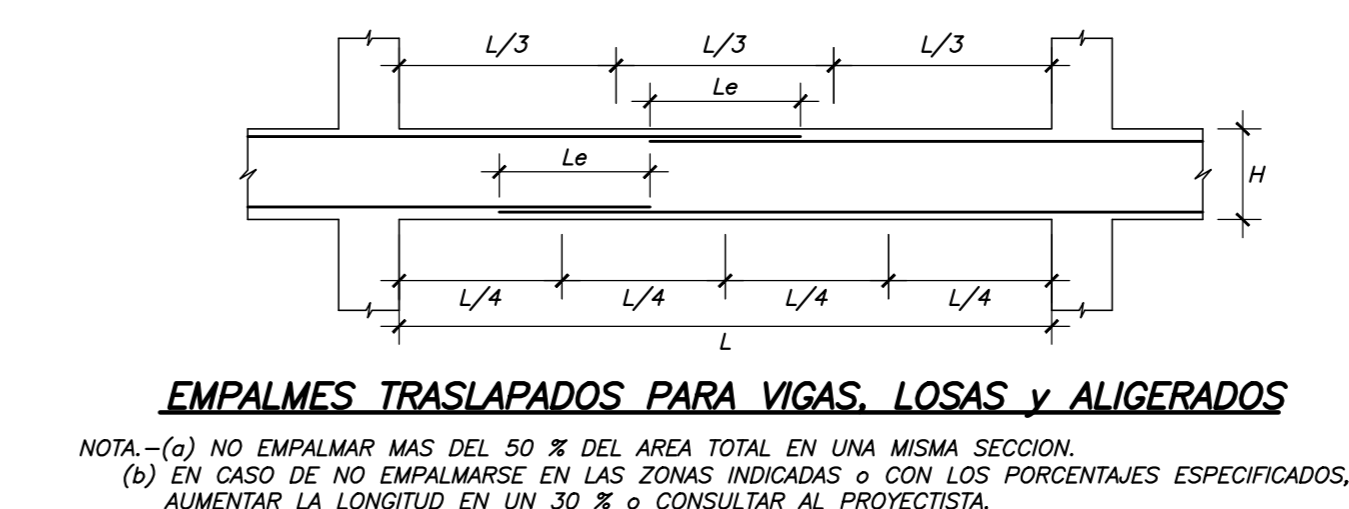 L/3 L/3 L/3
Le
Le
H
L/4 L/4 L/4 L/4
L
EMPALMES TRASLAPADOS PARA VIGAS, LOSAS y ALIGERADOS
NOTA.-(a) NO EMPALMAR MAS DEL 50 % DEL AREA TOTAL EN UNA MISMA SECCION.
(b) EN CASO DE NO EMPALMARSE EN LAS ZONAS INDICADAS o CON LOS PORCENTAJES ESPECIFICADOS,
AUMENTAR LA LONGITUD EN UN 30 % o CONSULTAR AL PROYECTISTA.